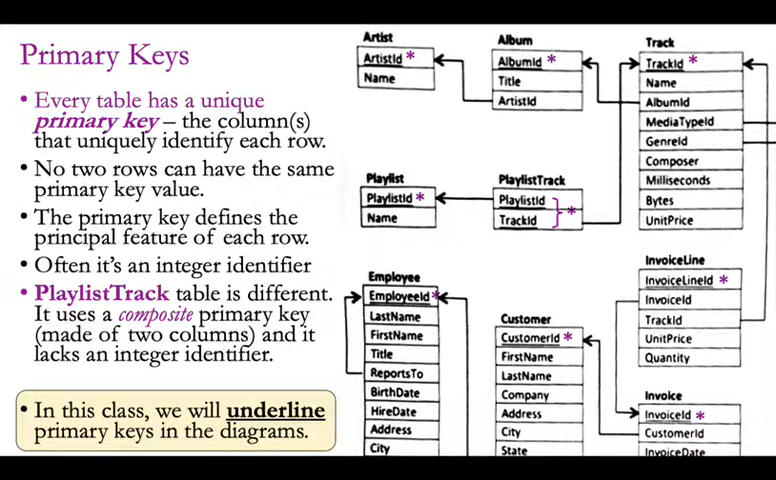 Primary Keys
• Every table has a unique
primary key – the column(s)
that uniquely identify each row.
• No two rows can have the same
primary key value.
• The primary key defines the
principal feature of each row.
• Often it's an integer identifier
• PlaylistTrack table is different.
It uses a composite primary key
(made of two columns) and it
lacks an integer identifier.
• In this class, we will underline
primary keys in the diagrams.
Artist
ArtistId *
Name
Album
AlbumId *
Title
ArtistId
Track
TrackId *
Name
AlbumId
MediaTypeId
GenreId
Composer
Milliseconds
Bytes
UnitPrice
Playlist
PlaylistId *
Name
PlaylistTrack
PlaylistId
TrackId
} *
Employee
EmployeeId *
LastName
FirstName
Title
ReportsTo
BirthDate
HireDate
Address
City
Customer
CustomerId *
FirstName
LastName
Company
Address
City
State
InvoiceLine
InvoiceLineId *
InvoiceId
TrackId
UnitPrice
Quantity
Invoice
InvoiceId *
CustomerId
InvoiceDate